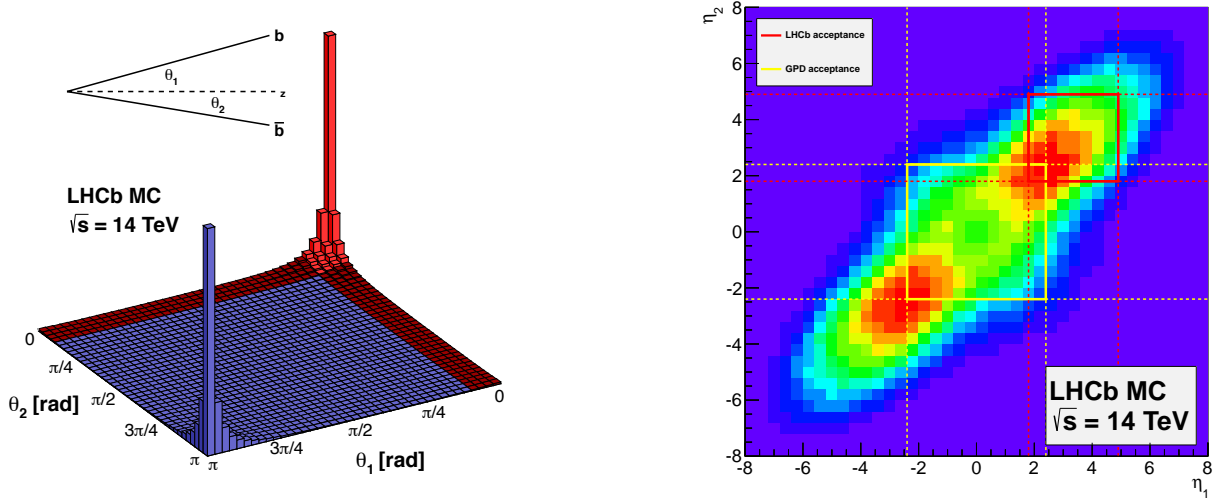 b
θ1
z
θ2
b̄
LHCb MC
√s = 14 TeV
0
π/4
π/2
3π/4
π
θ2 [rad]
π
3π/4
π/2
π/4
0
θ1 [rad]
η2
8
6
4
2
0
-2
-4
-6
-8
LHCb acceptance
GPD acceptance
LHCb MC
√s = 14 TeV
-8 -6 -4 -2 0 2 4 6 8
η1